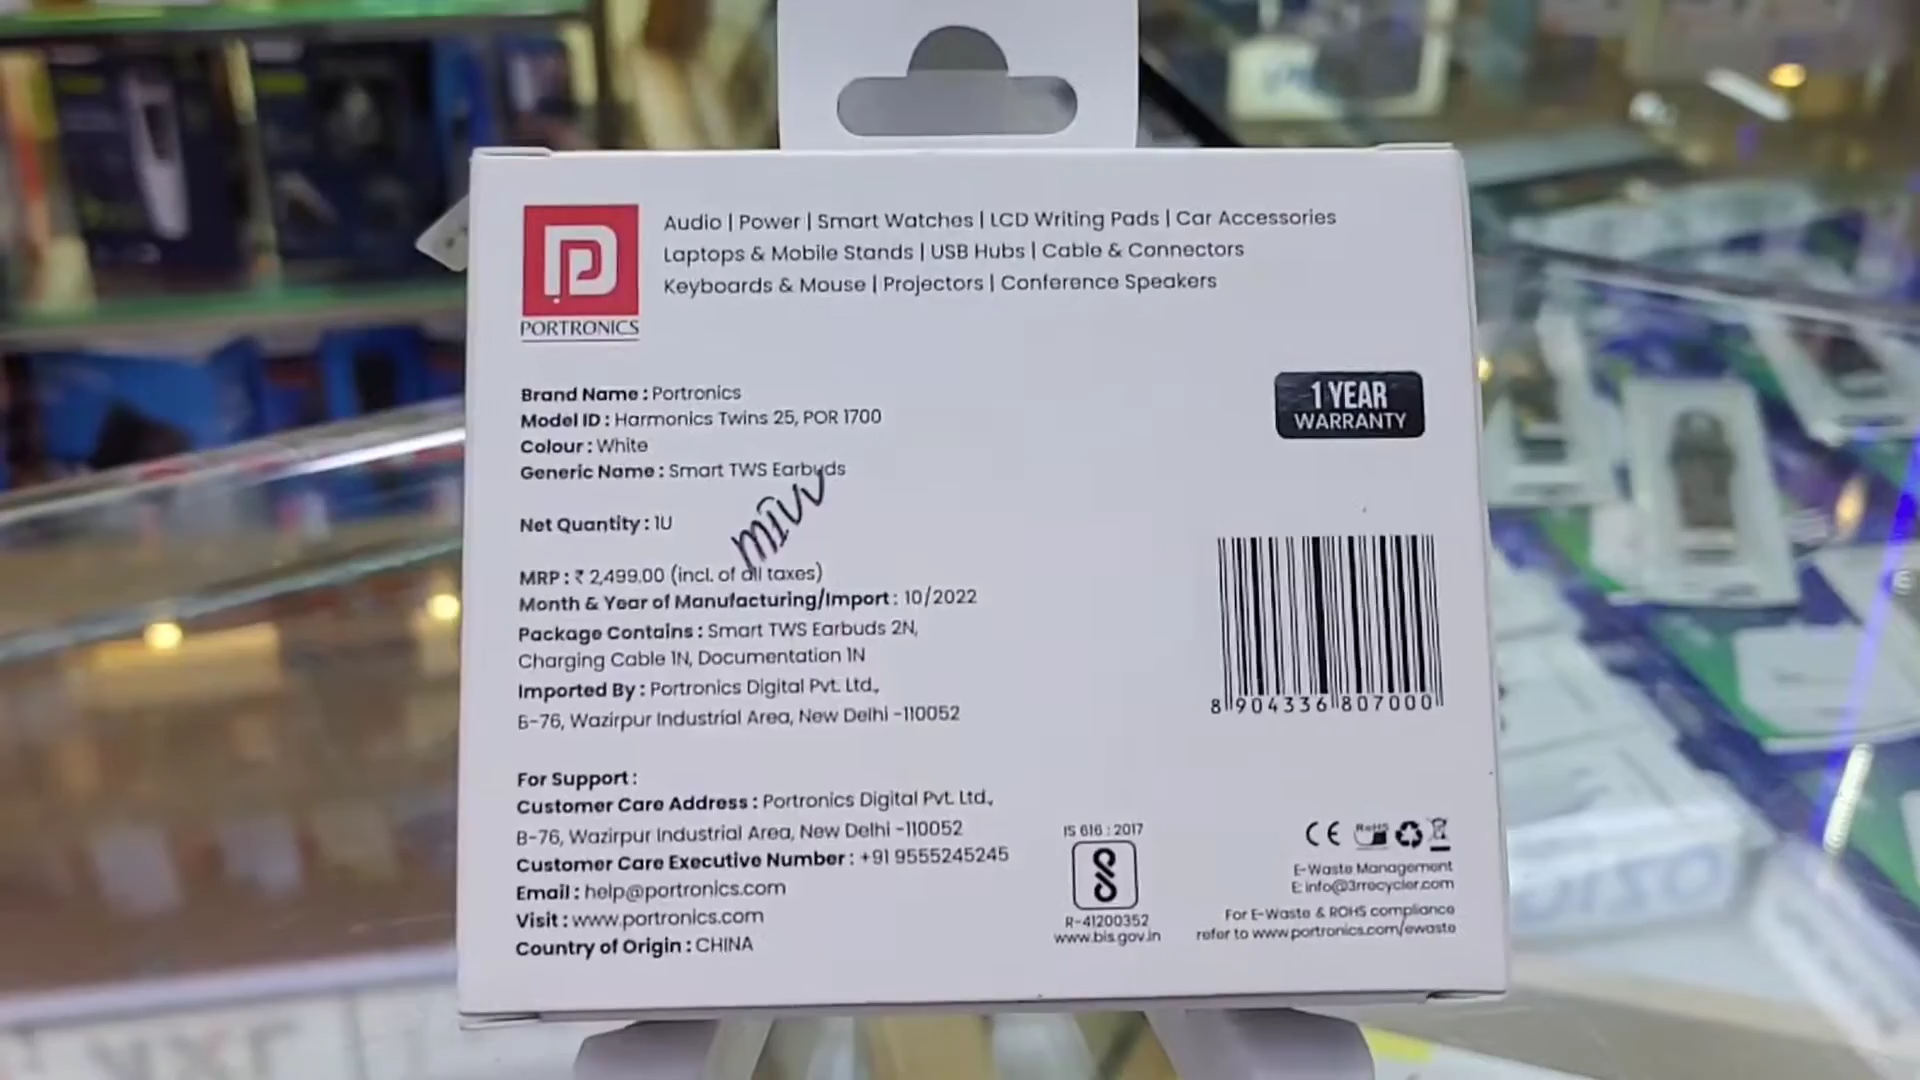 PORTRONICS
Audio | Power | Smart Watches | LCD Writing Pads | Car Accessories
Laptops & Mobile Stands | USB Hubs | Cable & Connectors
Keyboards & Mouse | Projectors | Conference Speakers
Brand Name : Portronics
Model ID : Harmonics Twins 25, POR 1700
Colour : White
Generic Name : Smart TWS Earbuds
1 YEAR
WARRANTY
Net Quantity : 1U
MRP : ₹ 2,499.00 (incl. of all taxes)
Month & Year of Manufacturing/Import : 10/2022
Package Contains : Smart TWS Earbuds 2N,
Charging Cable 1N, Documentation 1N
Imported By : Portronics Digital Pvt. Ltd.,
B-76, Wazirpur Industrial Area, New Delhi -110052
8 904336 807000
For Support :
Customer Care Address : Portronics Digital Pvt. Ltd.,
B-76, Wazirpur Industrial Area, New Delhi -110052
Customer Care Executive Number : +91 9555245245
Email : help@portronics.com
Visit : www.portronics.com
Country of Origin : CHINA
IS 616 : 2017
R-41200352
www.bis.gov.in
CE RoHS
E-Waste Management
E: info@3rrecycler.com
For E-Waste & ROHS compliance
refer to www.portronics.com/ewaste